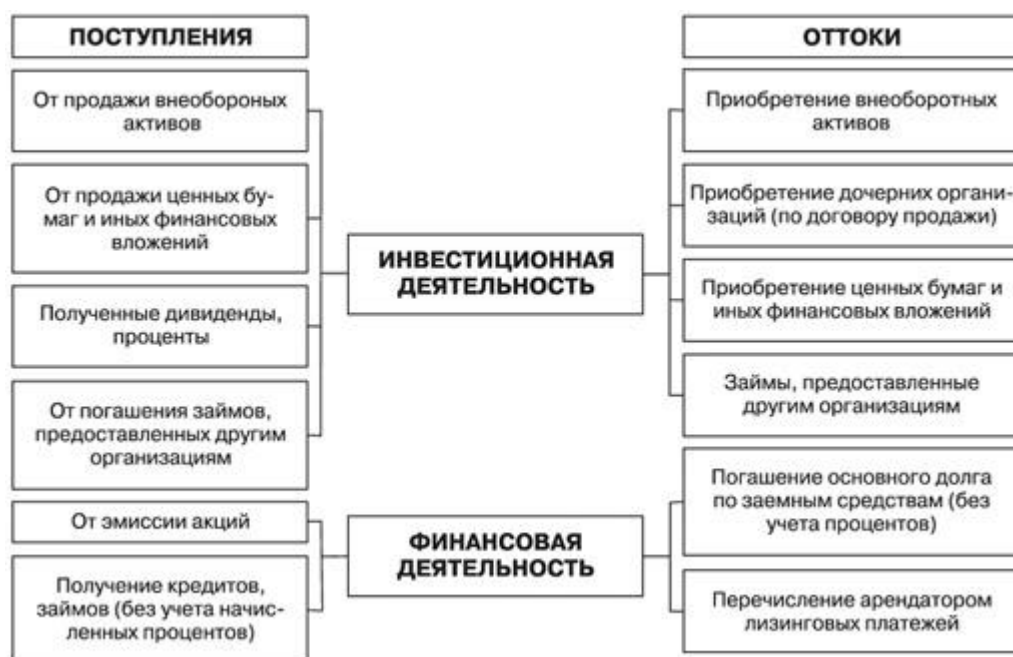 ПОСТУПЛЕНИЯ
От продажи внеобороных
активов
От продажи ценных бу-
маг и иных финансовых
вложений
Полученные дивиденды,
проценты
От погашения займов,
предоставленных другим
организациям
От эмиссии акций
Получение кредитов,
займов (без учета начис-
ленных процентов)
ИНВЕСТИЦИОННАЯ
ДЕЯТЕЛЬНОСТЬ
ФИНАНСОВАЯ
ДЕЯТЕЛЬНОСТЬ
ОТТОКИ
Приобретение внеоборотных
активов
Приобретение дочерних органи-
заций (по договору продажи)
Приобретение ценных бумаг и
иных финансовых вложений
Займы, предоставленные
другим организациям
Погашение основного долга
по заемным средствам (без
учета процентов)
Перечисление арендатором
лизинговых платежей